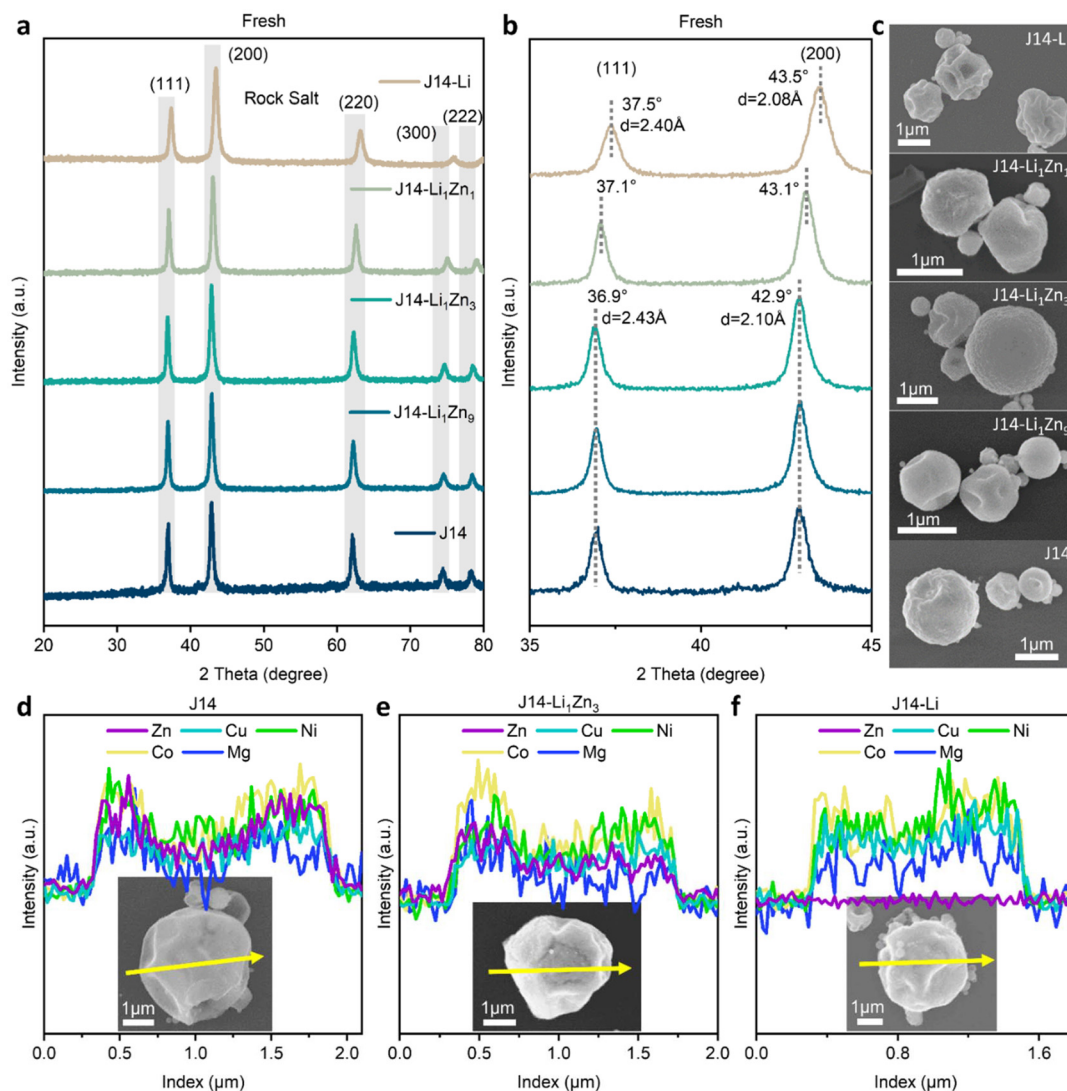 a
Fresh
(111)
(200)
Rock Salt
(220)
(300)
(222)
J14-Li
J14-Li₁Zn₁
J14-Li₁Zn₃
J14-Li₁Zn₉
J14
Intensity (a.u.)
20 30 40 50 60 70 80
2 Theta (degree)
b
Fresh
(111)
(200)
37.5°
d=2.40Å
43.5°
d=2.08Å
37.1°
43.1°
36.9°
d=2.43Å
42.9°
d=2.10Å
Intensity (a.u.)
35 40 45
2 Theta (degree)
c
J14-Li
1µm
J14-Li₁Zn₁
1µm
J14-Li₁Zn₃
1µm
J14-Li₁Zn₉
1µm
J14
1µm
d
J14
Zn Cu Ni
Co Mg
Intensity (a.u.)
1µm
0.0 0.5 1.0 1.5 2.0
Index (µm)
e
J14-Li₁Zn₃
Zn Cu Ni
Co Mg
Intensity (a.u.)
1µm
0.0 0.5 1.0 1.5 2.0
Index (µm)
f
J14-Li
Zn Cu Ni
Co Mg
Intensity (a.u.)
1µm
0.0 0.8 1.6
Index (µm)